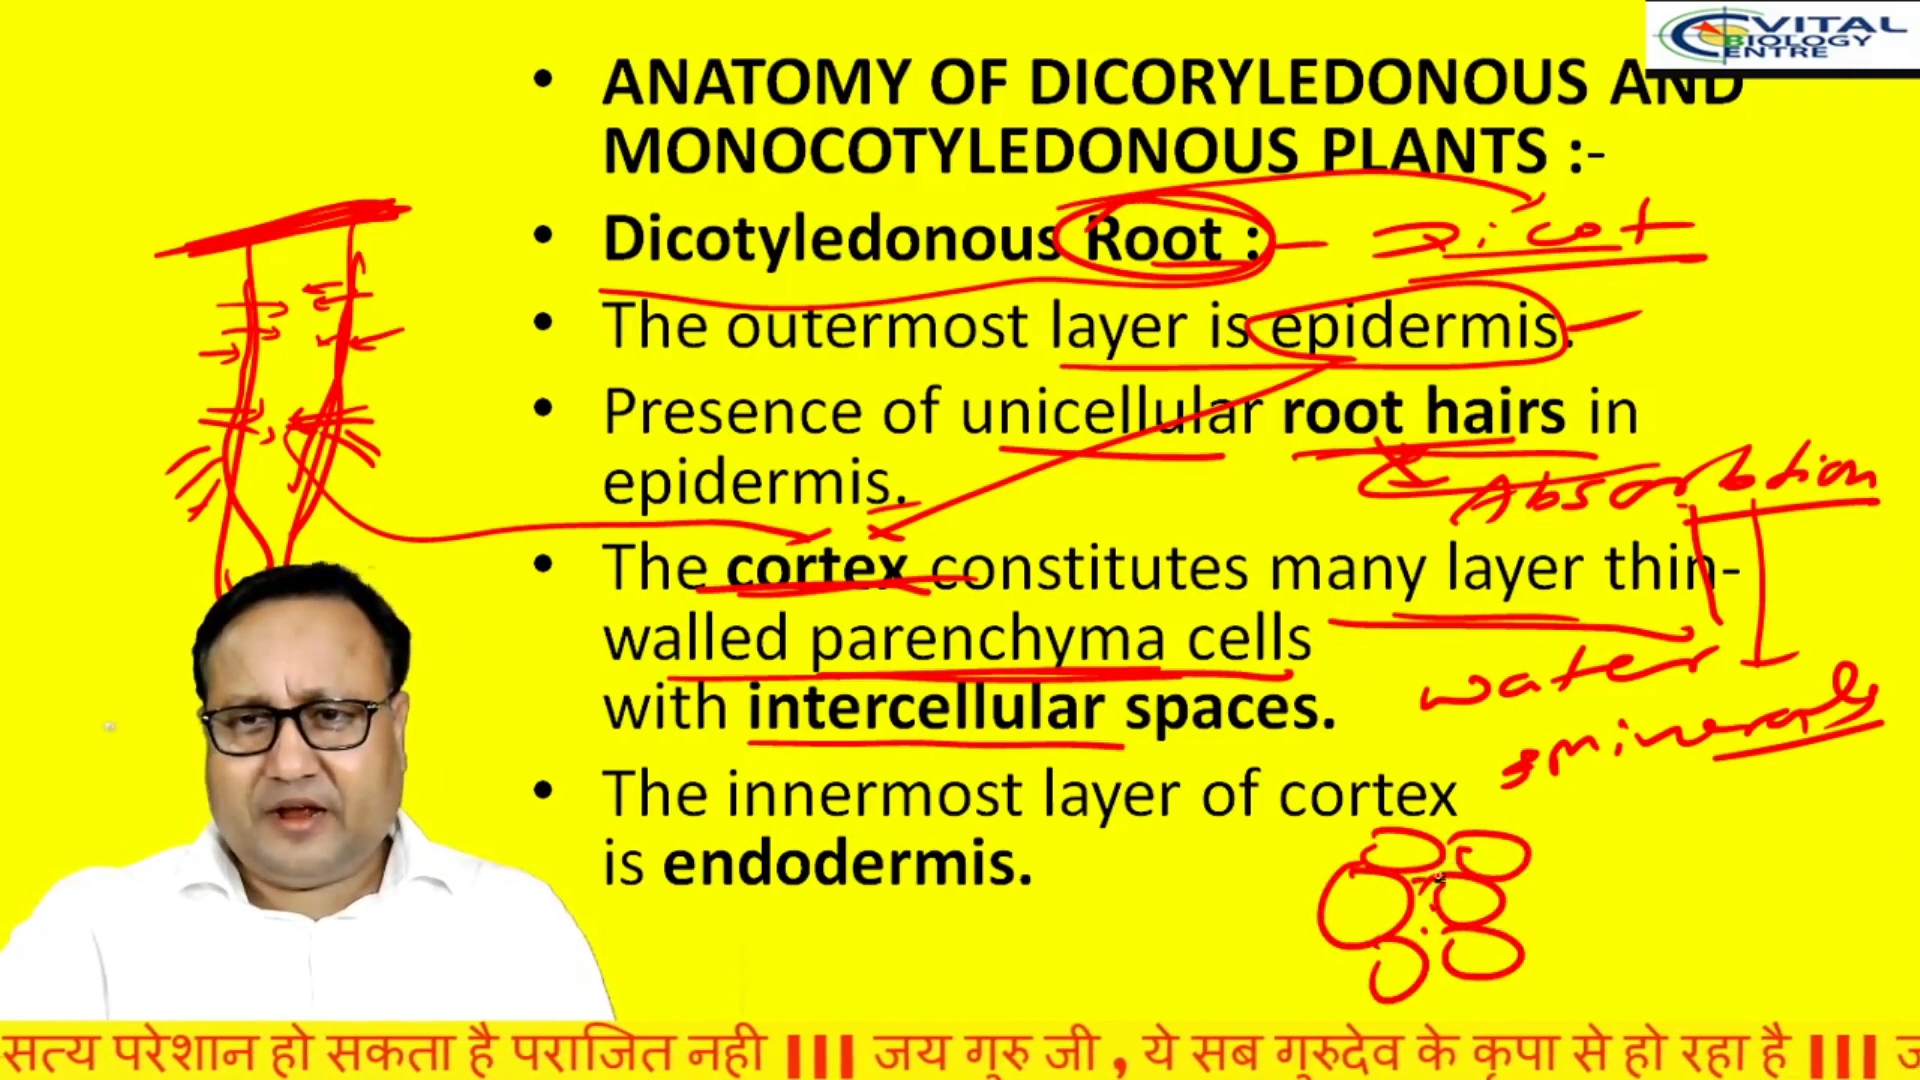 VITAL
BIOLOGY
CENTRE
• ANATOMY OF DICORYLEDONOUS AND
MONOCOTYLEDONOUS PLANTS :-
• Dicotyledonous Root :
Dicot
• The outermost layer is epidermis.
• Presence of unicellular root hairs in
epidermis.
Absorbtion
• The cortex constitutes many layer thin-
walled parenchyma cells
water
with intercellular spaces.
minerals
• The innermost layer of cortex
is endodermis.
सत्य परेशान हो सकता है पराजित नही ||| जय गुरु जी , ये सब गुरुदेव के कृपा से हो रहा है ||| ज